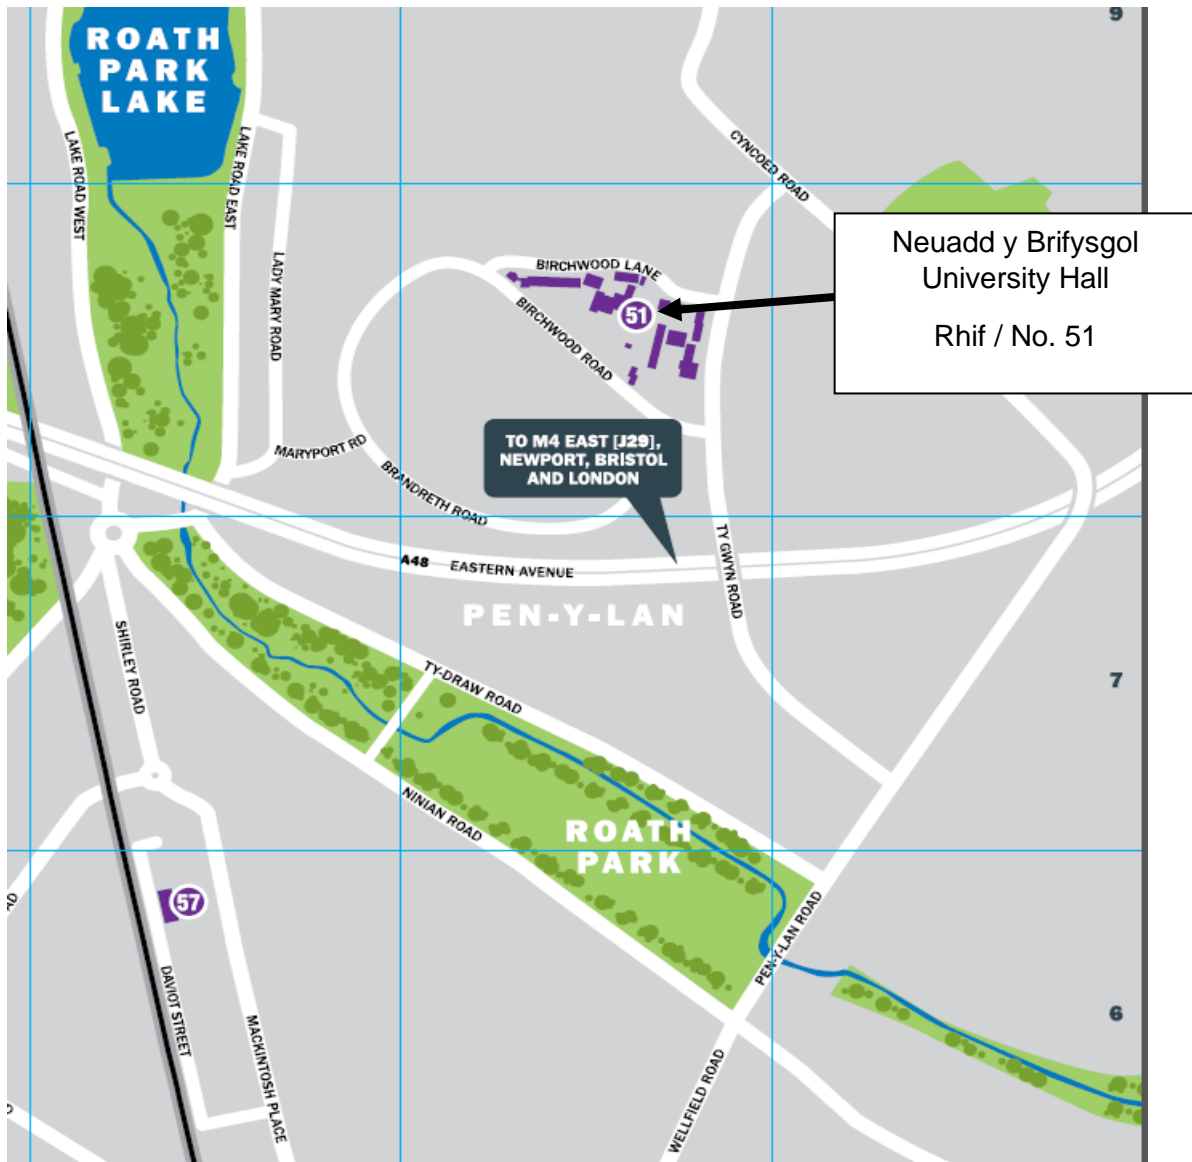 9
ROATH
PARK
LAKE
LAKE ROAD WEST
LAKE ROAD EAST
LADY MARY ROAD
CYNCOED ROAD
Neuadd y Brifysgol
University Hall
Rhif / No. 51
BIRCHWOOD LANE
51
BIRCHWOOD ROAD
MARYPORT RD
BRANDRETH ROAD
TO M4 EAST [J29],
NEWPORT, BRISTOL
AND LONDON
A48 EASTERN AVENUE
TY GWYN ROAD
PEN-Y-LAN
SHIRLEY ROAD
TY-DRAW ROAD
7
NINIAN ROAD
ROATH
PARK
57
PEN-Y-LAN ROAD
DAVIOT STREET
MACKINTOSH PLACE
6
WELLFIELD ROAD